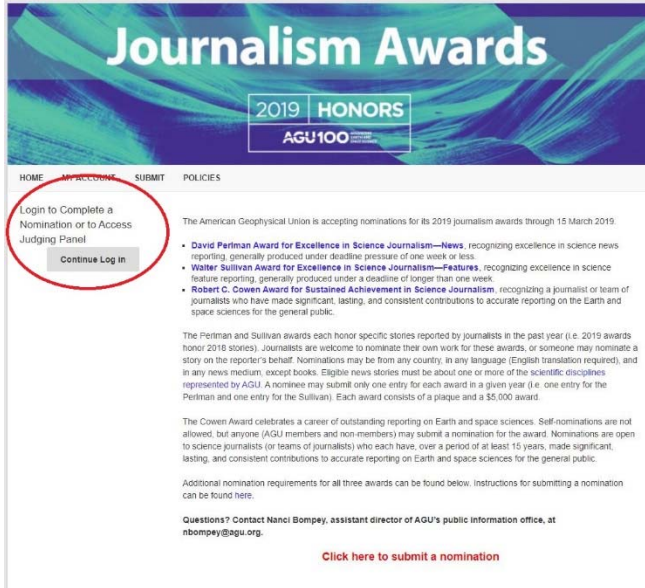 Journalism Awards
2019 HONORS
AGU100
HOME MY ACCOUNT SUBMIT POLICIES
Login to Complete a
Nomination or to Access
Judging Panel
Continue Log in
The American Geophysical Union is accepting nominations for its 2019 journalism awards through 15 March 2019.
• David Perlman Award for Excellence in Science Journalism—News, recognizing excellence in science news
reporting, generally produced under deadline pressure of one week or less.
• Walter Sullivan Award for Excellence in Science Journalism—Features, recognizing excellence in science
feature reporting, generally produced under a deadline of longer than one week.
• Robert C. Cowen Award for Sustained Achievement in Science Journalism, recognizing a journalist or team of
journalists who have made significant, lasting, and consistent contributions to accurate reporting on the Earth and
space sciences for the general public.
The Perlman and Sullivan awards each honor specific stories reported by journalists in the past year (i.e. 2019 awards
honor 2018 stories). Journalists are welcome to nominate their own work for these awards, or someone may nominate a
story on the reporter's behalf. Nominations may be from any country, in any language (English translation required), and
in any news medium, except books. Eligible news stories must be about one or more of the scientific disciplines
represented by AGU. A nominee may submit only one entry for each award in a given year (i.e. one entry for the
Perlman and one entry for the Sullivan). Each award consists of a plaque and a $5,000 award.
The Cowen Award celebrates a career of outstanding reporting on Earth and space sciences. Self-nominations are not
allowed, but anyone (AGU members and non-members) may submit a nomination for the award. Nominations are open
to science journalists (or teams of journalists) who each have, over a period of at least 15 years, made significant,
lasting, and consistent contributions to accurate reporting on Earth and space sciences for the general public.
Additional nomination requirements for all three awards can be found below. Instructions for submitting a nomination
can be found here.
Questions? Contact Nanci Bompey, assistant director of AGU's public information office, at
nbompey@agu.org.
Click here to submit a nomination